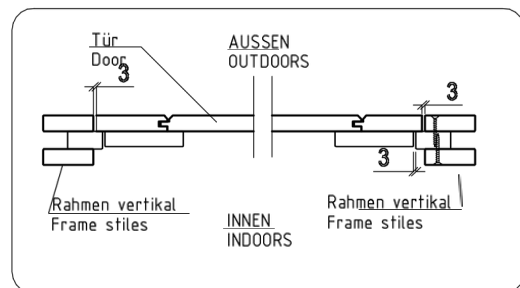 Tür
Door
3
AUSSEN
OUTDOORS
3
3
Rahmen vertikal
Frame stiles
INNEN
INDOORS
Rahmen vertikal
Frame stiles